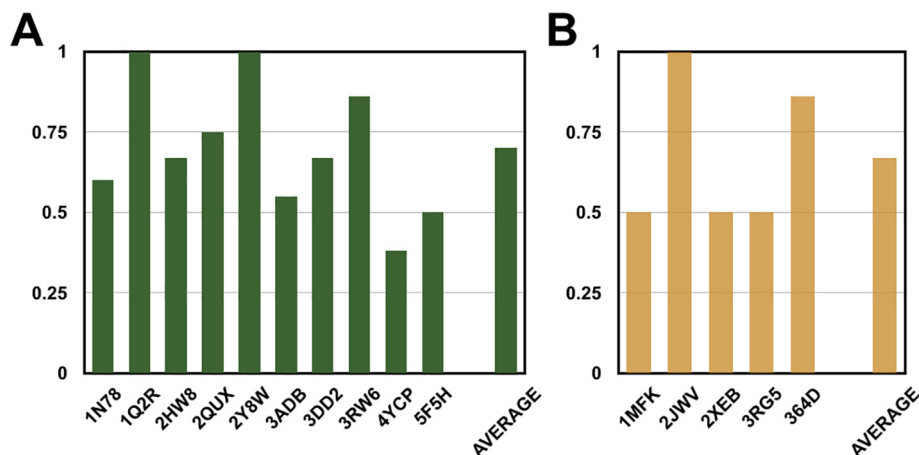 A
1
0.75
0.5
0.25
0
1N78
1Q2R
2HW8
2QUX
2Y8W
3ADB
3DD2
3RW6
4YCP
5F5H
AVERAGE
B
1
0.75
0.5
0.25
0
1MFK
2JWV
2XEB
3RG5
364D
AVERAGE